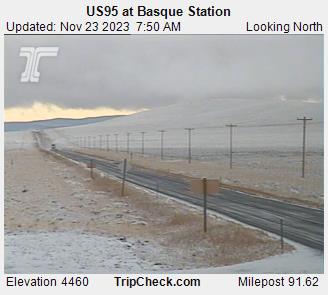 US95 at Basque Station
Updated: Nov 23 2023 7:50 AM Looking North
Elevation 4460 TripCheck.com Milepost 91.62